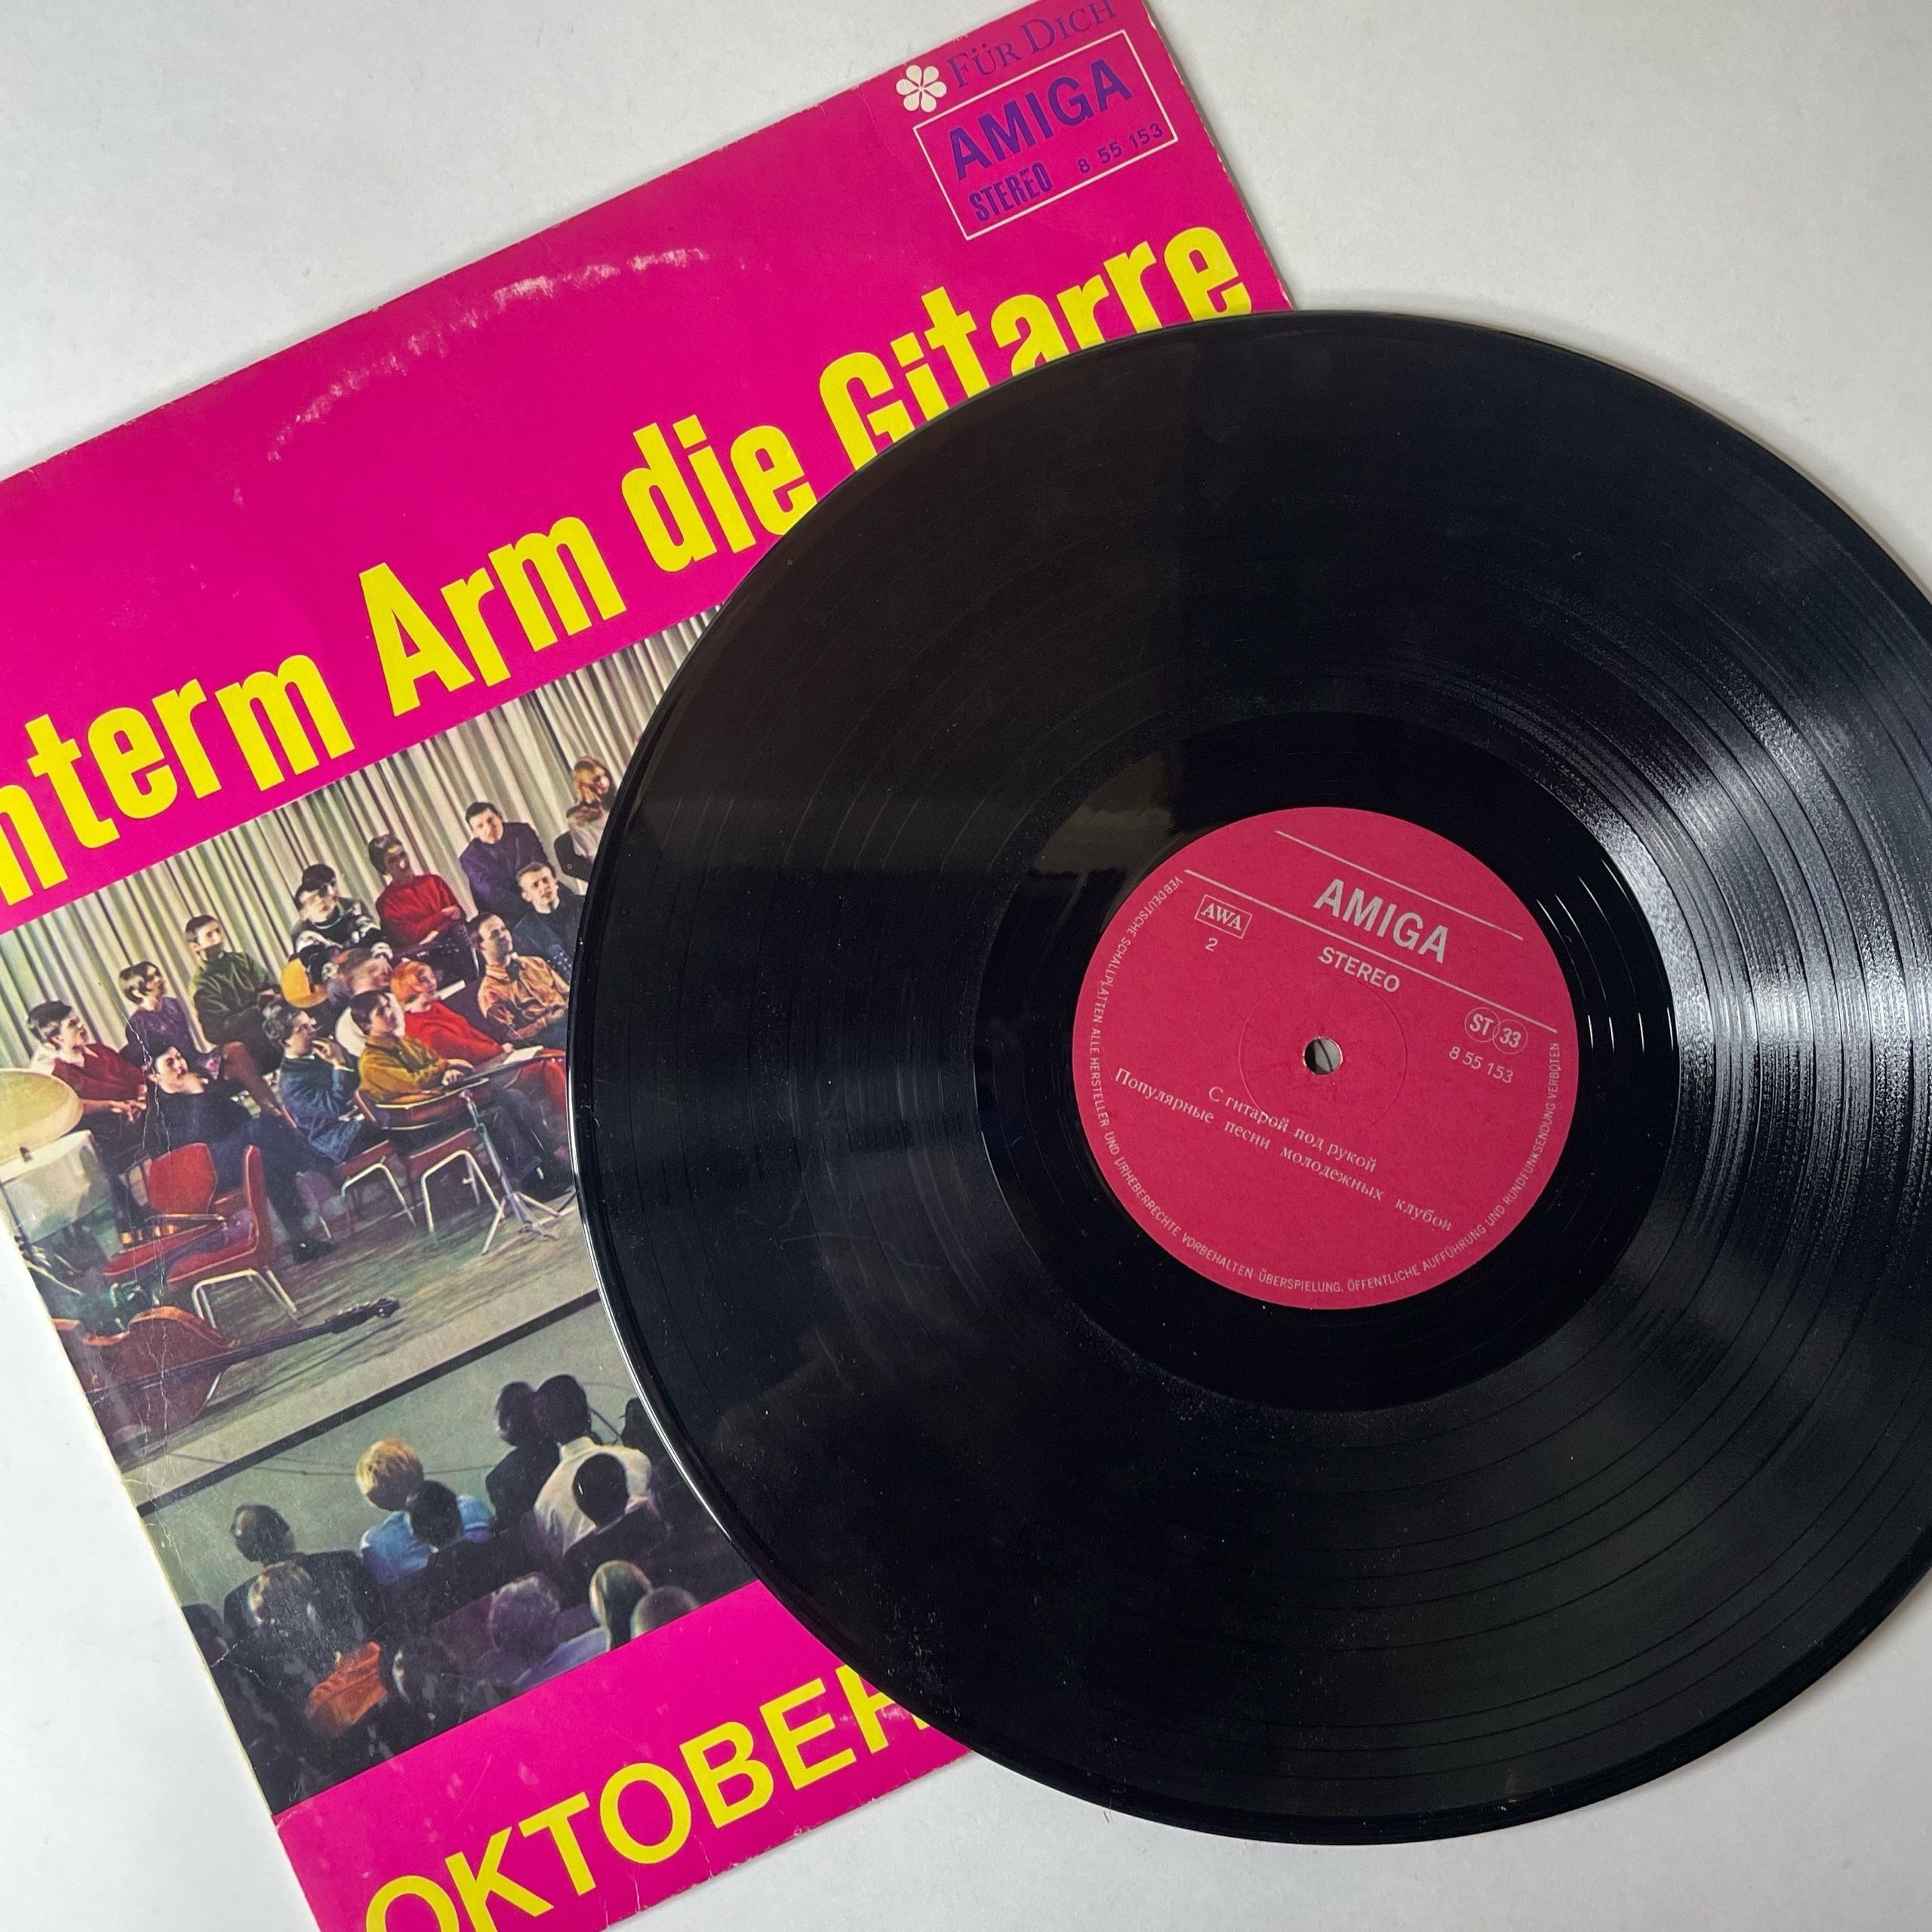 FÜR DICH
AMIGA
STEREO 8 55 153
nterm Arm die Gitarre
OKTOBER
AMIGA
AWA
STEREO
2
ST 33
8 55 153
С гитарой под рукой
Популярные песни молодежных клубов
VEB DEUTSCHE SCHALLPLATTEN ALLE HERSTELLER UND URHEBERRECHTE VORBEHALTEN ÜBERSPIELUNG, ÖFFENTLICHE AUFFÜHRUNG UND RUNDFUNKSENDUNG VERBOTEN